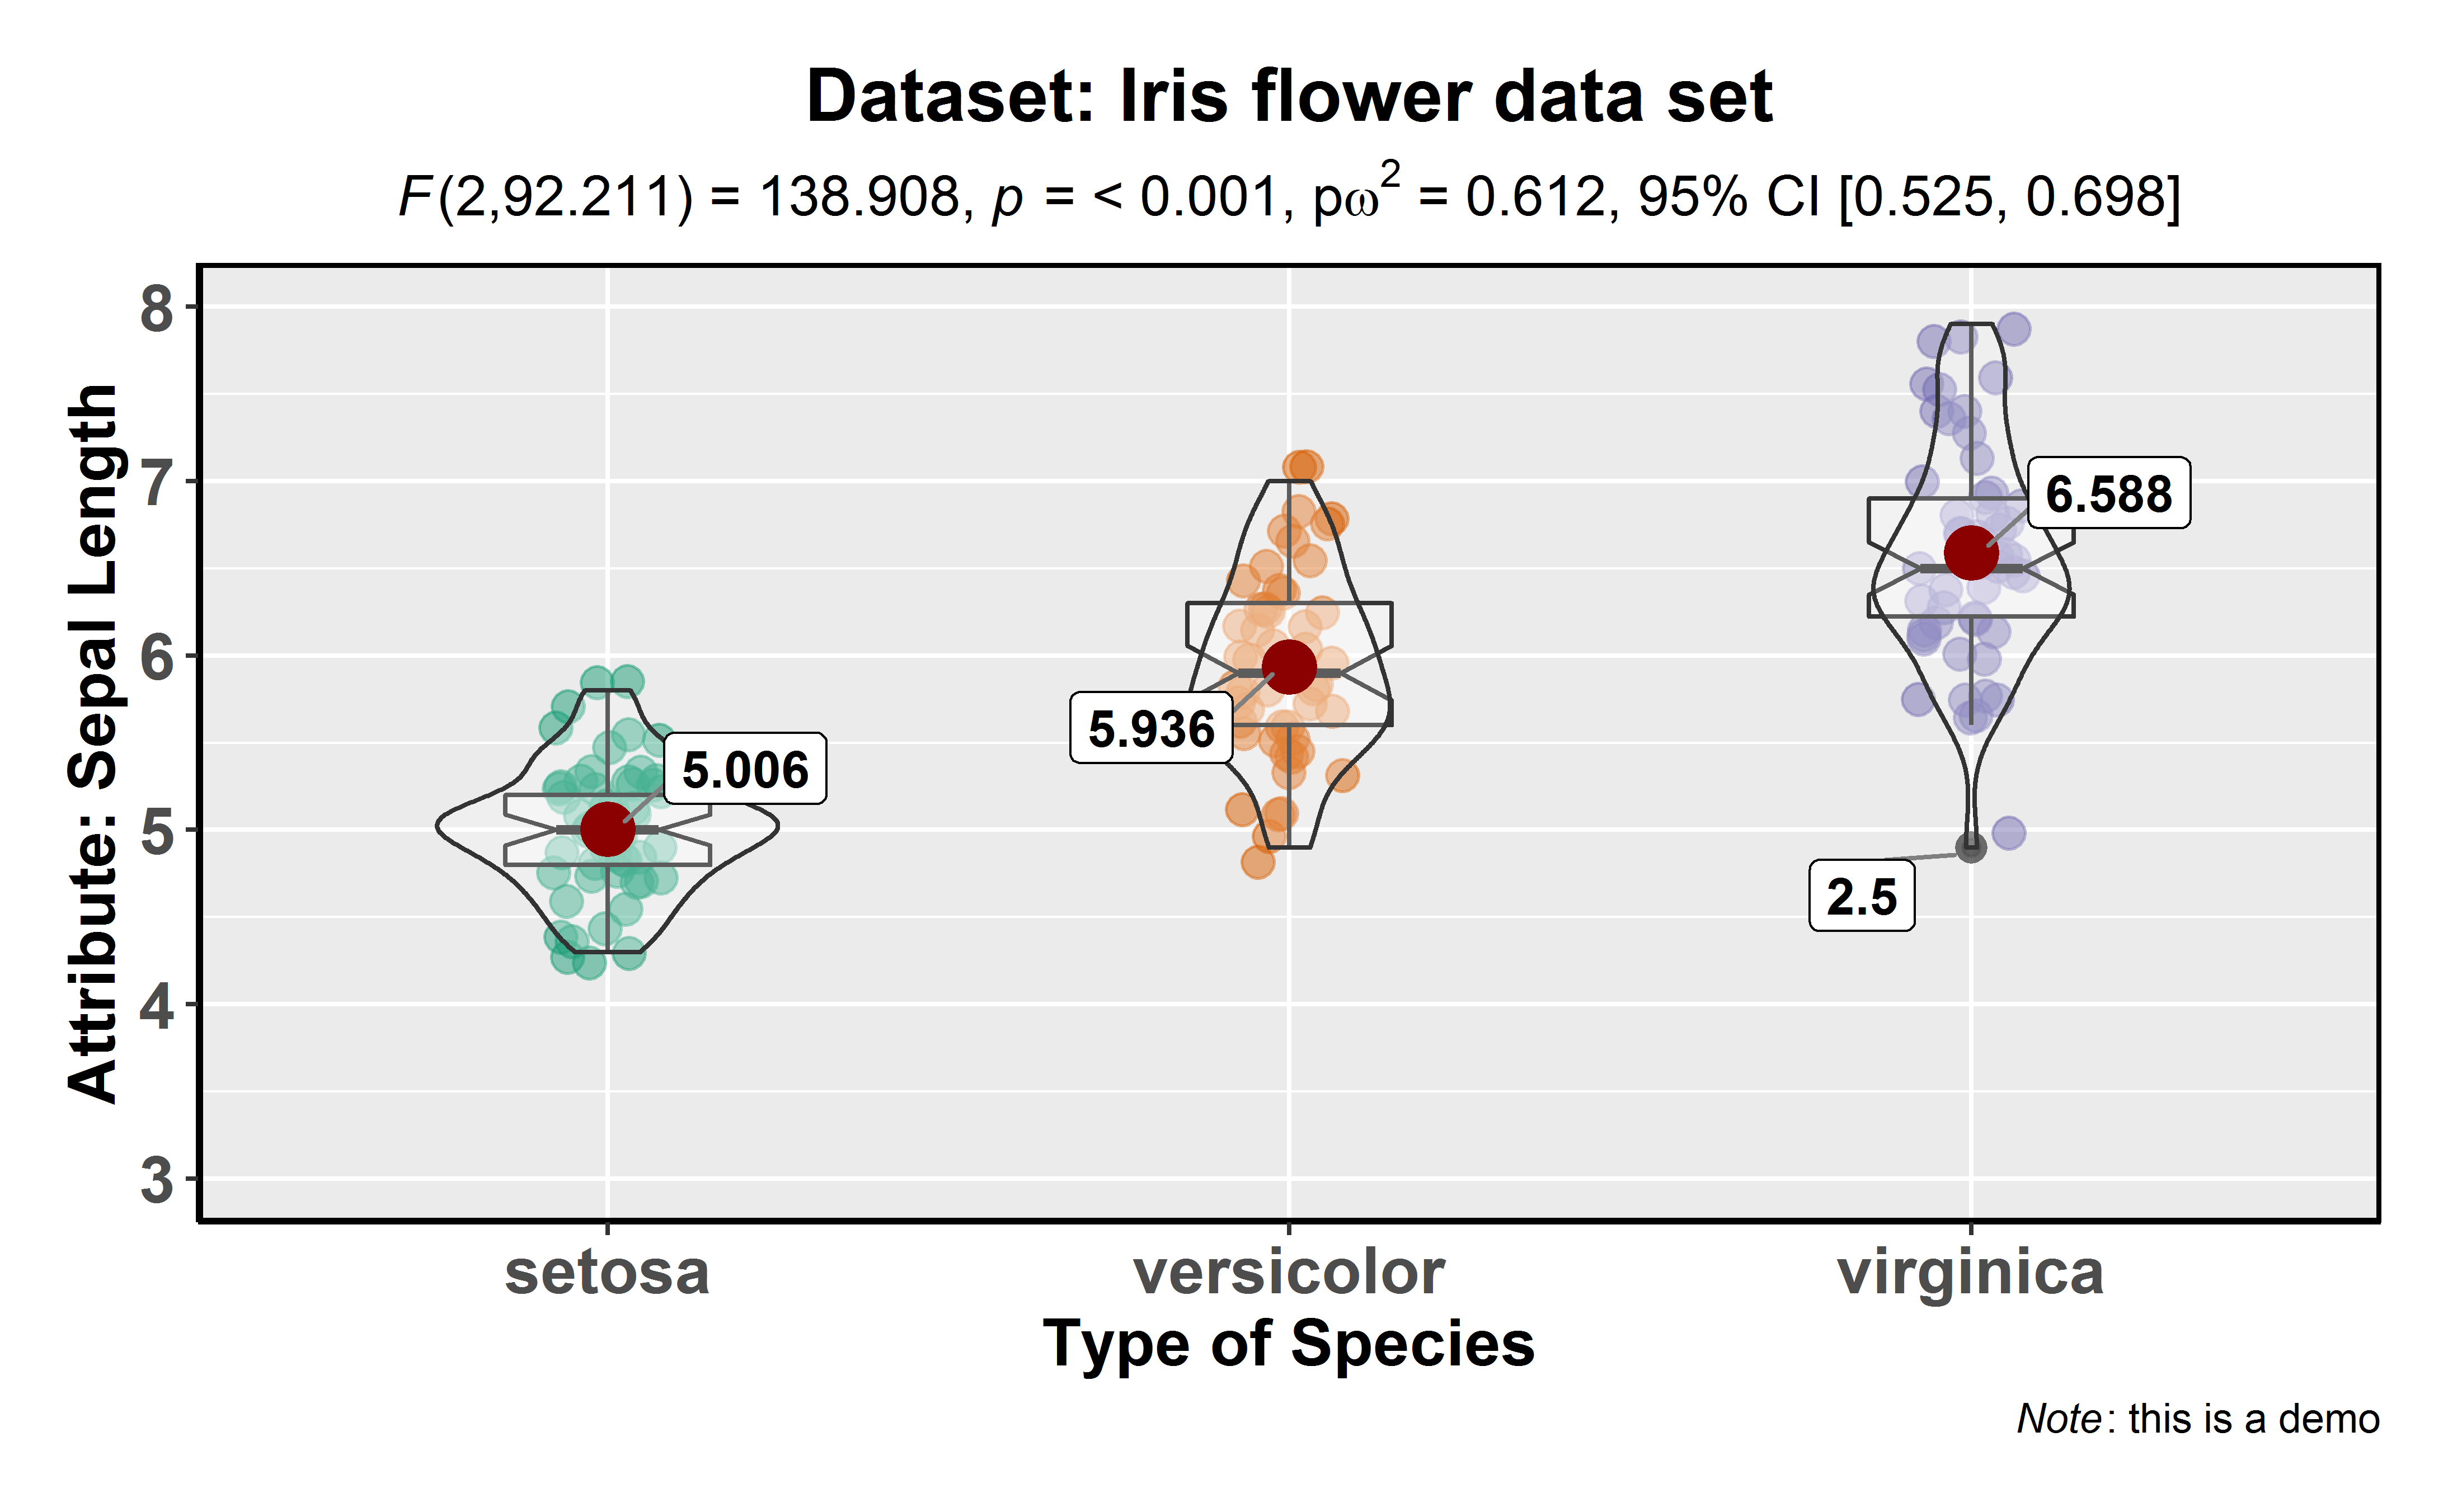 Dataset: Iris flower data set
F(2,92.211) = 138.908, p = < 0.001, pω² = 0.612, 95% CI [0.525, 0.698]
Attribute: Sepal Length
8
7
6
5
4
3
5.006
5.936
6.588
2.5
setosa
versicolor
virginica
Type of Species
Note: this is a demo